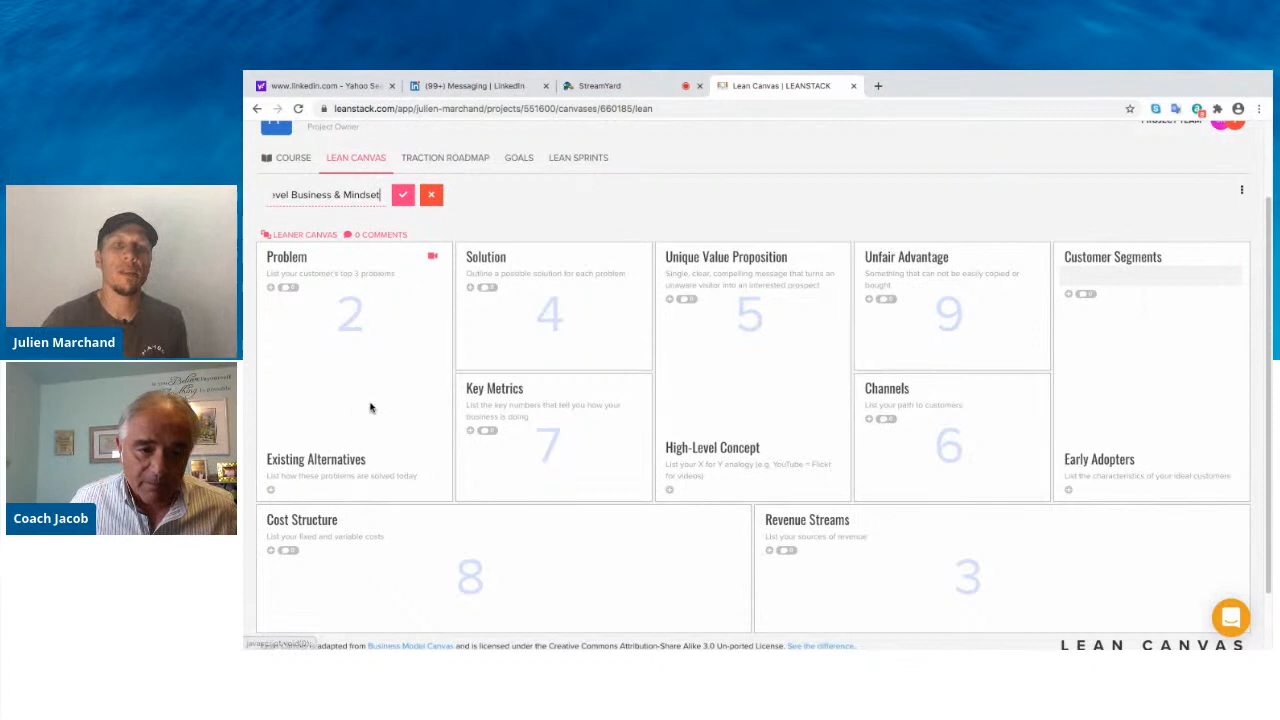 www.linkedin.com - Yahoo Se
(99+) Messaging | LinkedIn
StreamYard
Lean Canvas | LEANSTACK
leanstack.com/app/julien-marchand/projects/551600/canvases/660185/lean
Project Owner
PROJECT TEAM
COURSE
LEAN CANVAS
TRACTION ROADMAP
GOALS
LEAN SPRINTS
evel Business & Mindset
LEANER CANVAS
0 COMMENTS
Problem
List your customer's top 3 problems
2
Existing Alternatives
List how these problems are solved today
Solution
Outline a possible solution for each problem
4
Key Metrics
List the key numbers that tell you how your
business is doing
7
Unique Value Proposition
Single, clear, compelling message that turns an
unaware visitor into an interested prospect
5
High-Level Concept
List your X for Y analogy (e.g. YouTube = Flickr
for videos)
Unfair Advantage
Something that can not be easily copied or
bought
9
Channels
List your path to customers
6
Customer Segments
Early Adopters
List the characteristics of your ideal customers
Cost Structure
List your fixed and variable costs
8
Revenue Streams
List your sources of revenue
3
javascript:void(0);
adapted from Business Model Canvas and is licensed under the Creative Commons Attribution-Share Alike 3.0 Un-ported License. See the difference.
LEAN CANVAS
Julien Marchand
Believe
Coach Jacob